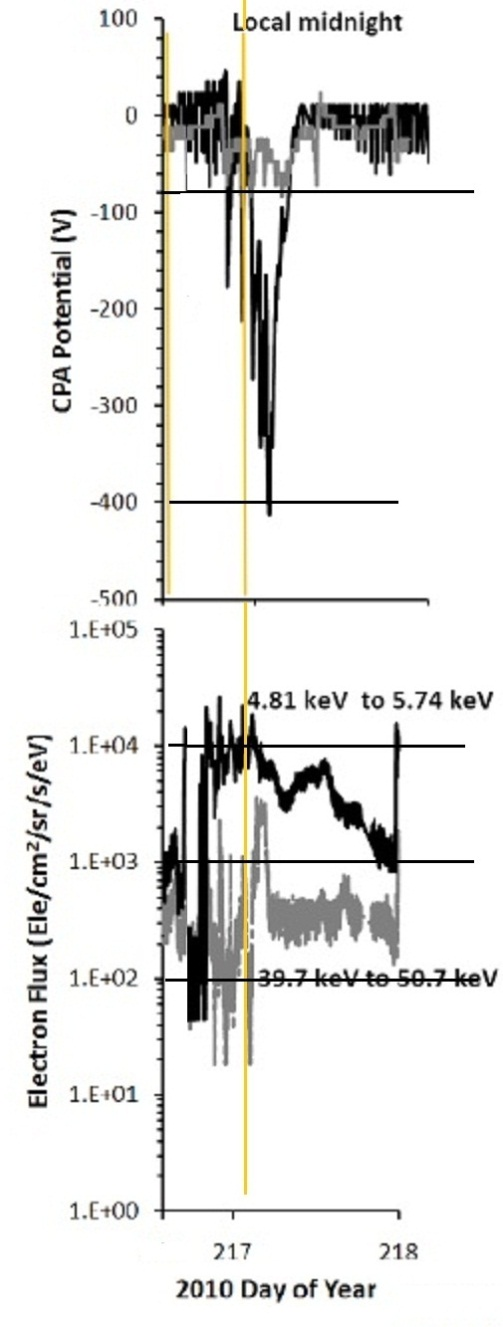 Local midnight
100
0
-100
-200
-300
-400
-500
CPA Potential (V)
1.E+05
1.E+04
1.E+03
1.E+02
1.E+01
1.E+00
Electron Flux (Ele/cm²/sr/s/eV)
4.81 keV to 5.74 keV
39.7 keV to 50.7 keV
217
218
2010 Day of Year